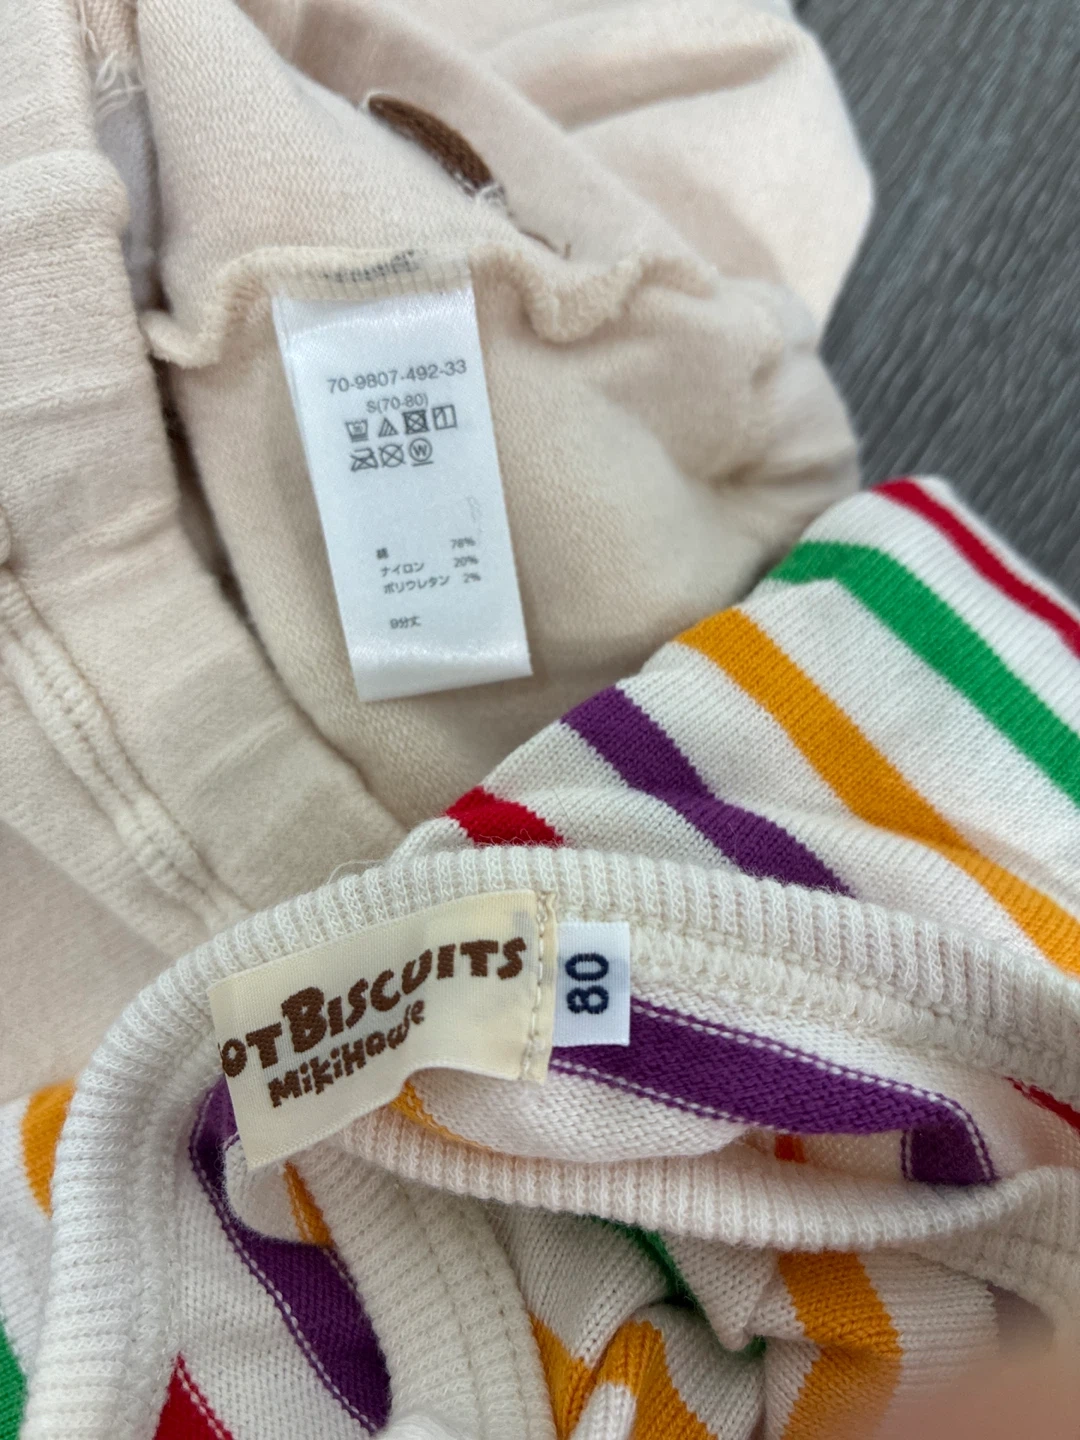 70-9807-492-33
S(70-80)
W
綿 78%
ナイロン 20%
ポリウレタン 2%
9分丈
OTBISCUITS
MIKIHOUSE
80